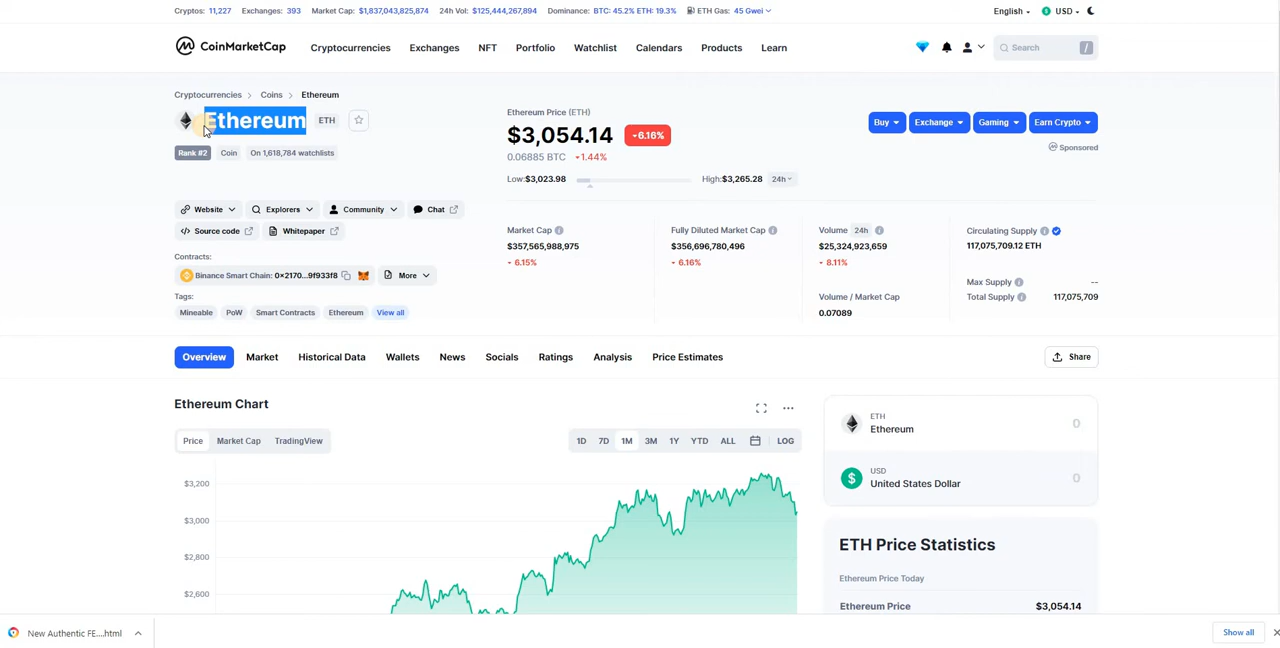 Cryptos: 11,227 Exchanges: 393 Market Cap: $1,837,043,825,874 24h Vol: $125,444,267,894 Dominance: BTC: 45.2% ETH: 19.3% ETH Gas: 45 Gwei English USD
CoinMarketCap Cryptocurrencies Exchanges NFT Portfolio Watchlist Calendars Products Learn Search /
Cryptocurrencies > Coins > Ethereum
Ethereum ETH
Rank #2 Coin On 1,618,784 watchlists
Website Explorers Community Chat
Source code Whitepaper
Contracts:
Binance Smart Chain: 0x2170...9f933f8 More
Tags:
Mineable PoW Smart Contracts Ethereum View all
Ethereum Price (ETH)
$3,054.14 6.16%
0.06885 BTC 1.44%
Low: $3,023.98 High: $3,265.28 24h
Buy Exchange Gaming Earn Crypto
Sponsored
Market Cap
$357,565,988,975
6.15%
Fully Diluted Market Cap
$356,696,780,496
6.16%
Volume 24h
$25,324,923,659
8.11%
Volume / Market Cap
0.07089
Circulating Supply
117,075,709.12 ETH
Max Supply --
Total Supply 117,075,709
Overview Market Historical Data Wallets News Socials Ratings Analysis Price Estimates Share
Ethereum Chart
Price Market Cap TradingView 1D 7D 1M 3M 1Y YTD ALL LOG
$3,200
$3,000
$2,800
$2,600
ETH
Ethereum 0
USD
United States Dollar 0
ETH Price Statistics
Ethereum Price Today
Ethereum Price $3,054.14
New Authentic FE....html Show all